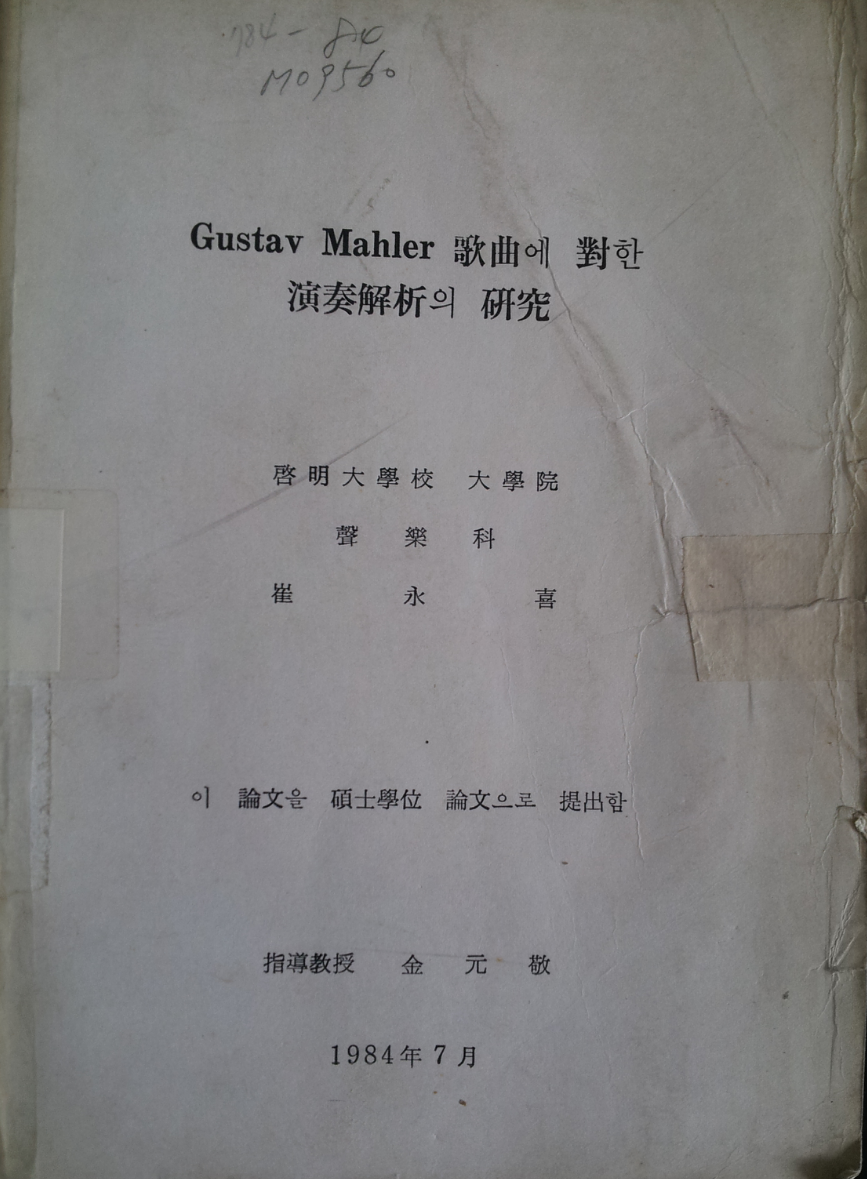 M09560
Gustav Mahler 歌曲에 對한
演奏解析의 硏究
啓明大學校 大學院
聲樂科
崔永喜
이 論文을 碩士學位 論文으로 提出함
指導教授 金元敬
1984年 7月